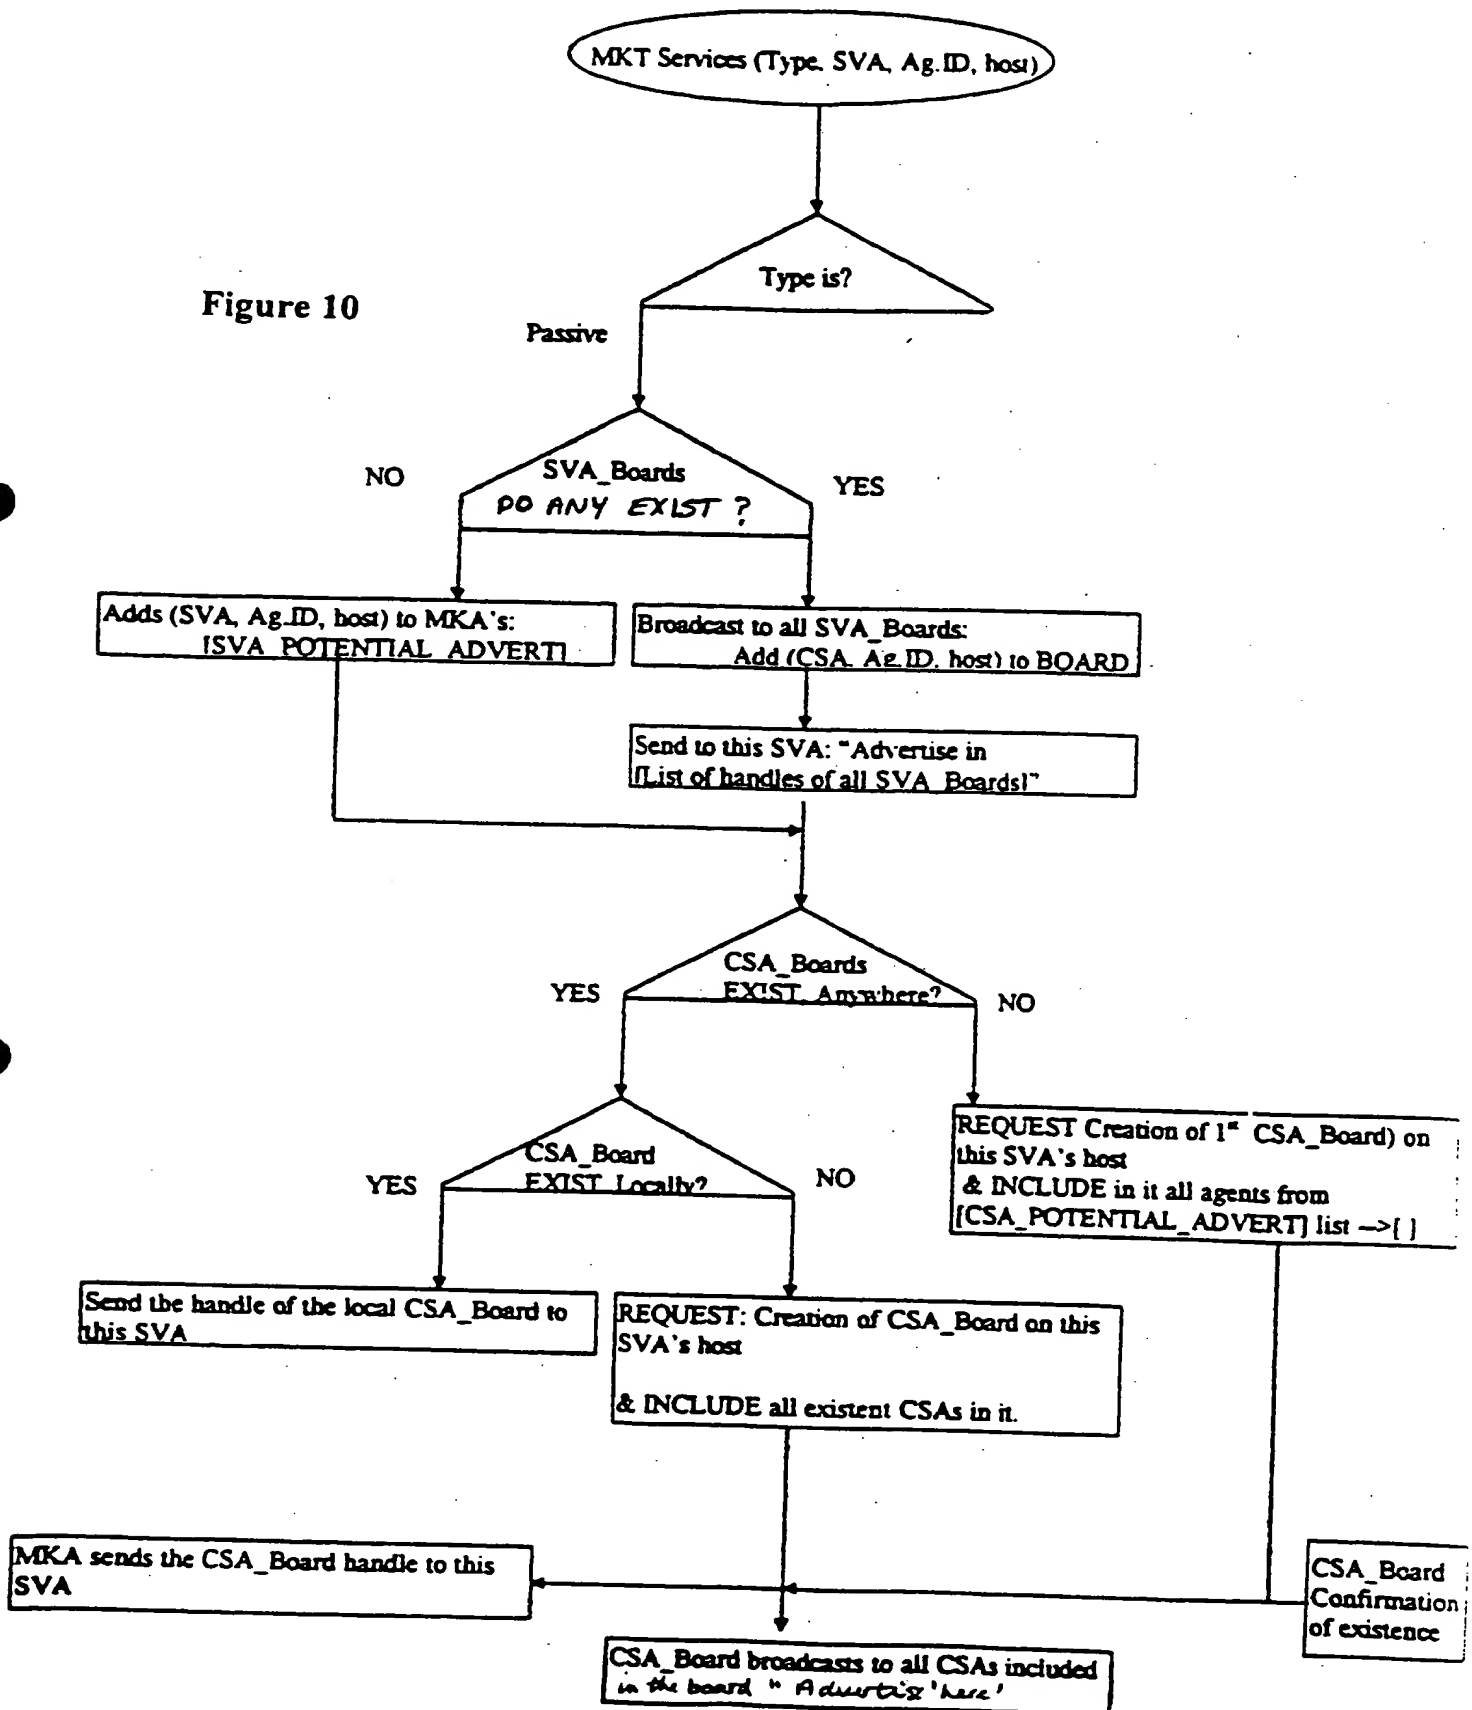 MKT Services (Type. SVA, Ag.ID, host)
Type is?
Figure 10
Passive
NO
SVA_Boards
DO ANY EXIST ?
YES
Adds (SVA, Ag.ID, host) to MKA's:
[SVA POTENTIAL ADVERT]
Broadcast to all SVA_Boards:
Add (CSA. Ag.ID. host) to BOARD
Send to this SVA: "Advertise in
[List of handles of all SVA Boards]"
CSA_Boards
EXIST Anywhere?
YES
NO
CSA_Board
EXIST Locally?
YES
NO
REQUEST Creation of 1st CSA_Board) on
this SVA's host
& INCLUDE in it all agents from
[CSA_POTENTIAL_ADVERT] list -->[ ]
Send the handle of the local CSA_Board to
this SVA
REQUEST: Creation of CSA_Board on this
SVA's host
& INCLUDE all existent CSAs in it.
MKA sends the CSA_Board handle to this
SVA
CSA_Board
Confirmation
of existence
CSA_Board broadcasts to all CSAs included
in the board " Advertise 'here'